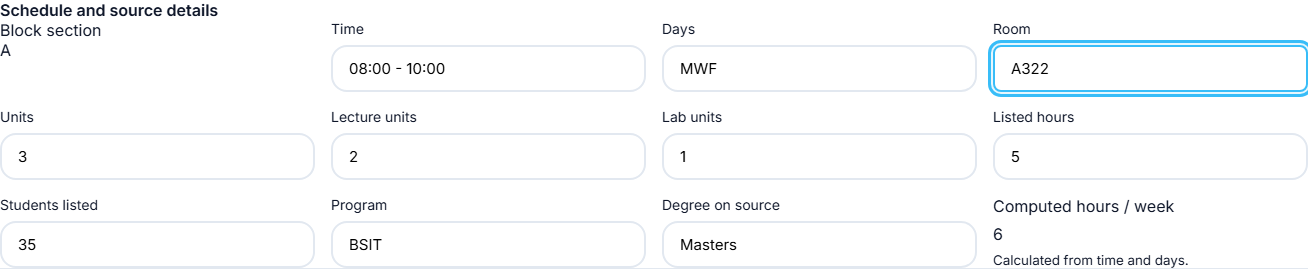 Schedule and source details
Block section
A
Time
08:00 - 10:00
Days
MWF
Room
A322
Units
3
Lecture units
2
Lab units
1
Listed hours
5
Students listed
35
Program
BSIT
Degree on source
Masters
Computed hours / week
6
Calculated from time and days.